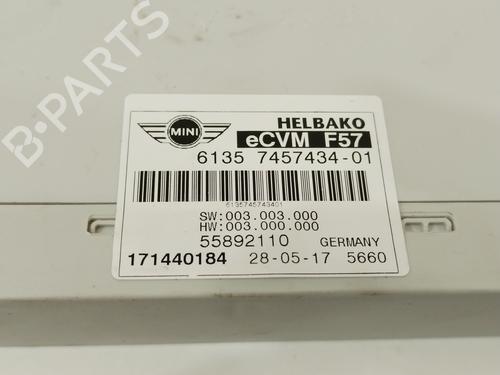 MINI
HELBAKO
eCVM F57
6135 7457434-01
6135745743401
SW:003.003.000
HW:003.000.000
55892110 GERMANY
171440184 28-05-17 5660
B-PARTS